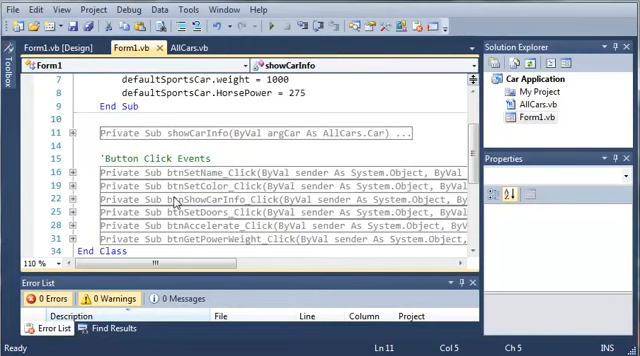 File Edit View Project Build Debug Team Data Tools Window Help
Form1.vb [Design] Form1.vb AllCars.vb
Solution Explorer
Toolbox
Form1 showCarInfo
7 defaultSportsCar.weight = 1000
8 defaultSportsCar.HorsePower = 275
9 End Sub
10
11 Private Sub showCarInfo(ByVal argCar As AllCars.Car) ...
15 'Button Click Events
16 Private Sub btnSetName_Click(ByVal sender As System.Object, ByVal
19 Private Sub btnSetColor_Click(ByVal sender As System.Object, ByVal
22 Private Sub btnShowCarInfo_Click(ByVal sender As System.Object, By
25 Private Sub btnSetDoors_Click(ByVal sender As System.Object, ByVal
28 Private Sub btnAccelerate_Click(ByVal sender As System.Object, ByV
31 Private Sub btnGetPowerWeight_Click(ByVal sender As System.Object,
34 End Class
110 %
Car Application
My Project
AllCars.vb
Form1.vb
Properties
Error List
0 Errors 0 Warnings 0 Messages
Description File Line Column Project
Error List Find Results
Ready Ln 11 Col 5 Ch 5 INS